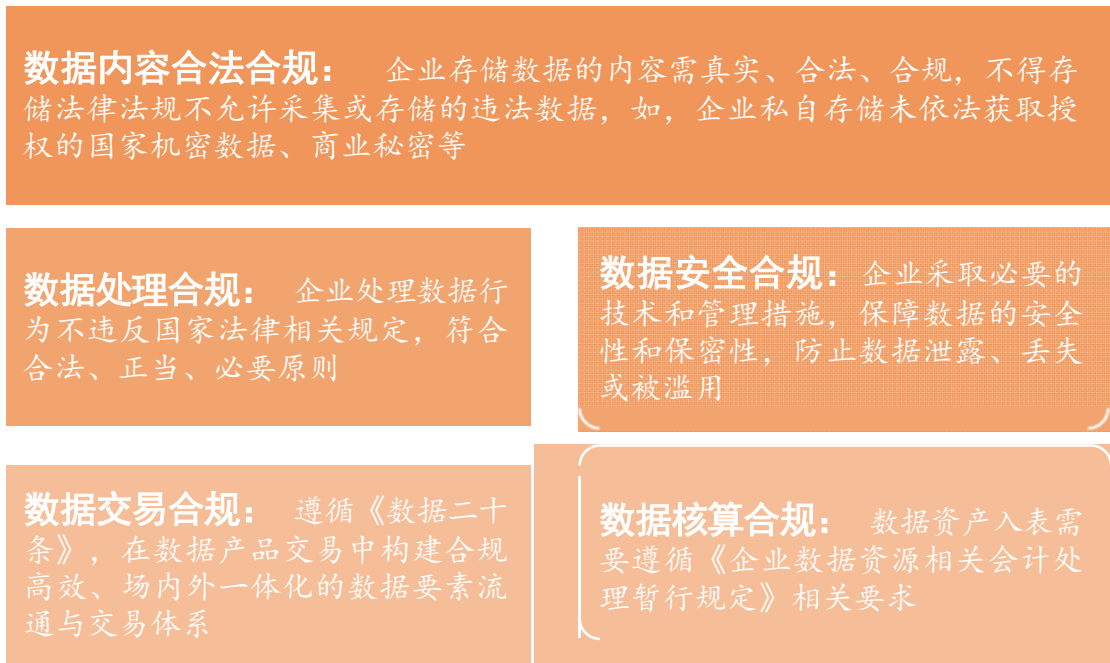 数据内容合法合规： 企业存储数据的内容需真实、合法、合规，不得存
储法律法规不允许采集或存储的违法数据，如，企业私自存储未依法获取授
权的国家机密数据、商业秘密等
数据处理合规： 企业处理数据行
为不违反国家法律相关规定，符合
合法、正当、必要原则
数据安全合规：企业采取必要的
技术和管理措施，保障数据的安全
性和保密性，防止数据泄露、丢失
或被滥用
数据交易合规： 遵循《数据二十
条》，在数据产品交易中构建合规
高效、场内外一体化的数据要素流
通与交易体系
数据核算合规： 数据资产入表需
要遵循《企业数据资源相关会计处
理暂行规定》相关要求